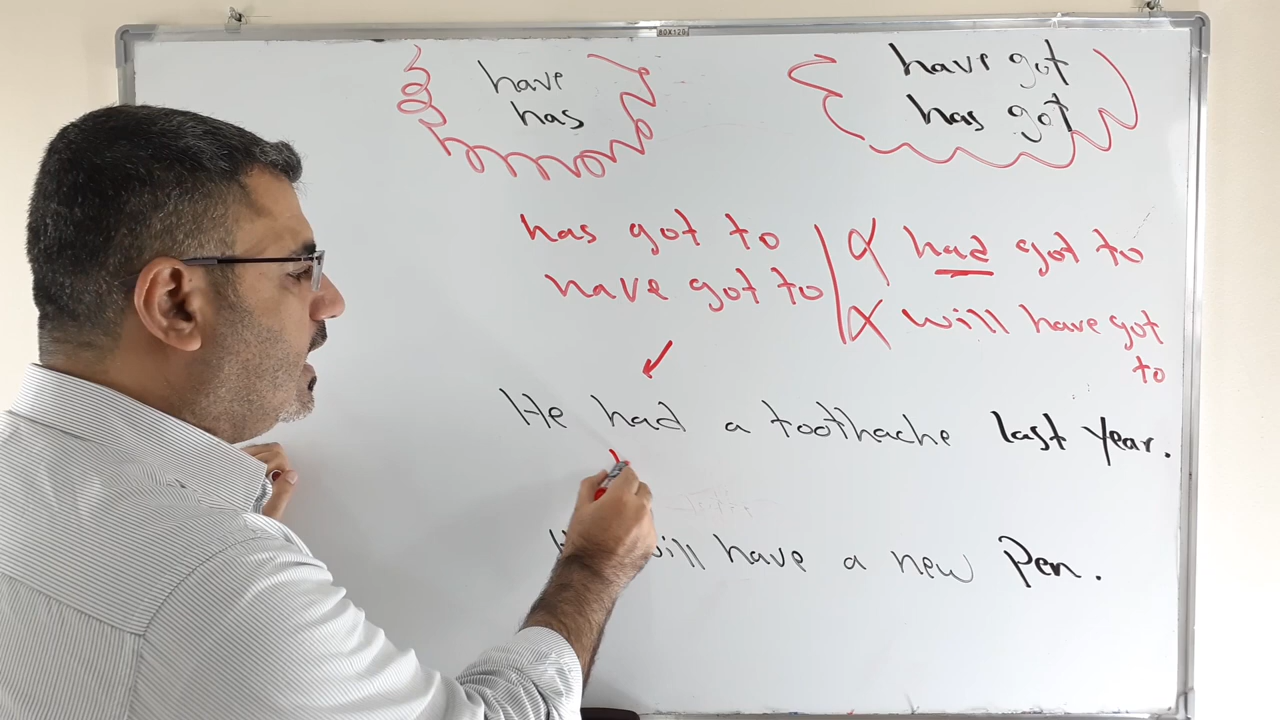 80X120
have
has
have got
has got
has got to
have got to
had got to
will have got
to
He had a toothache last year.
will have a new Pen.